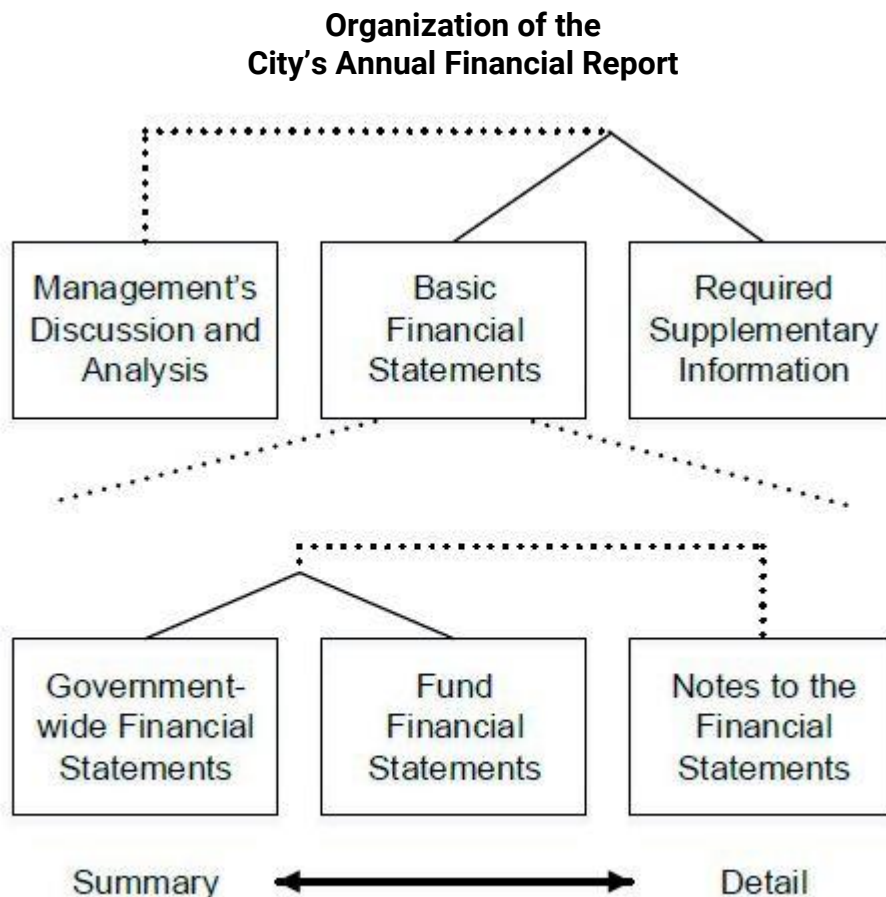 Organization of the
City’s Annual Financial Report
Management's
Discussion and
Analysis
Basic
Financial
Statements
Required
Supplementary
Information
Government-
wide Financial
Statements
Fund
Financial
Statements
Notes to the
Financial
Statements
Summary
Detail